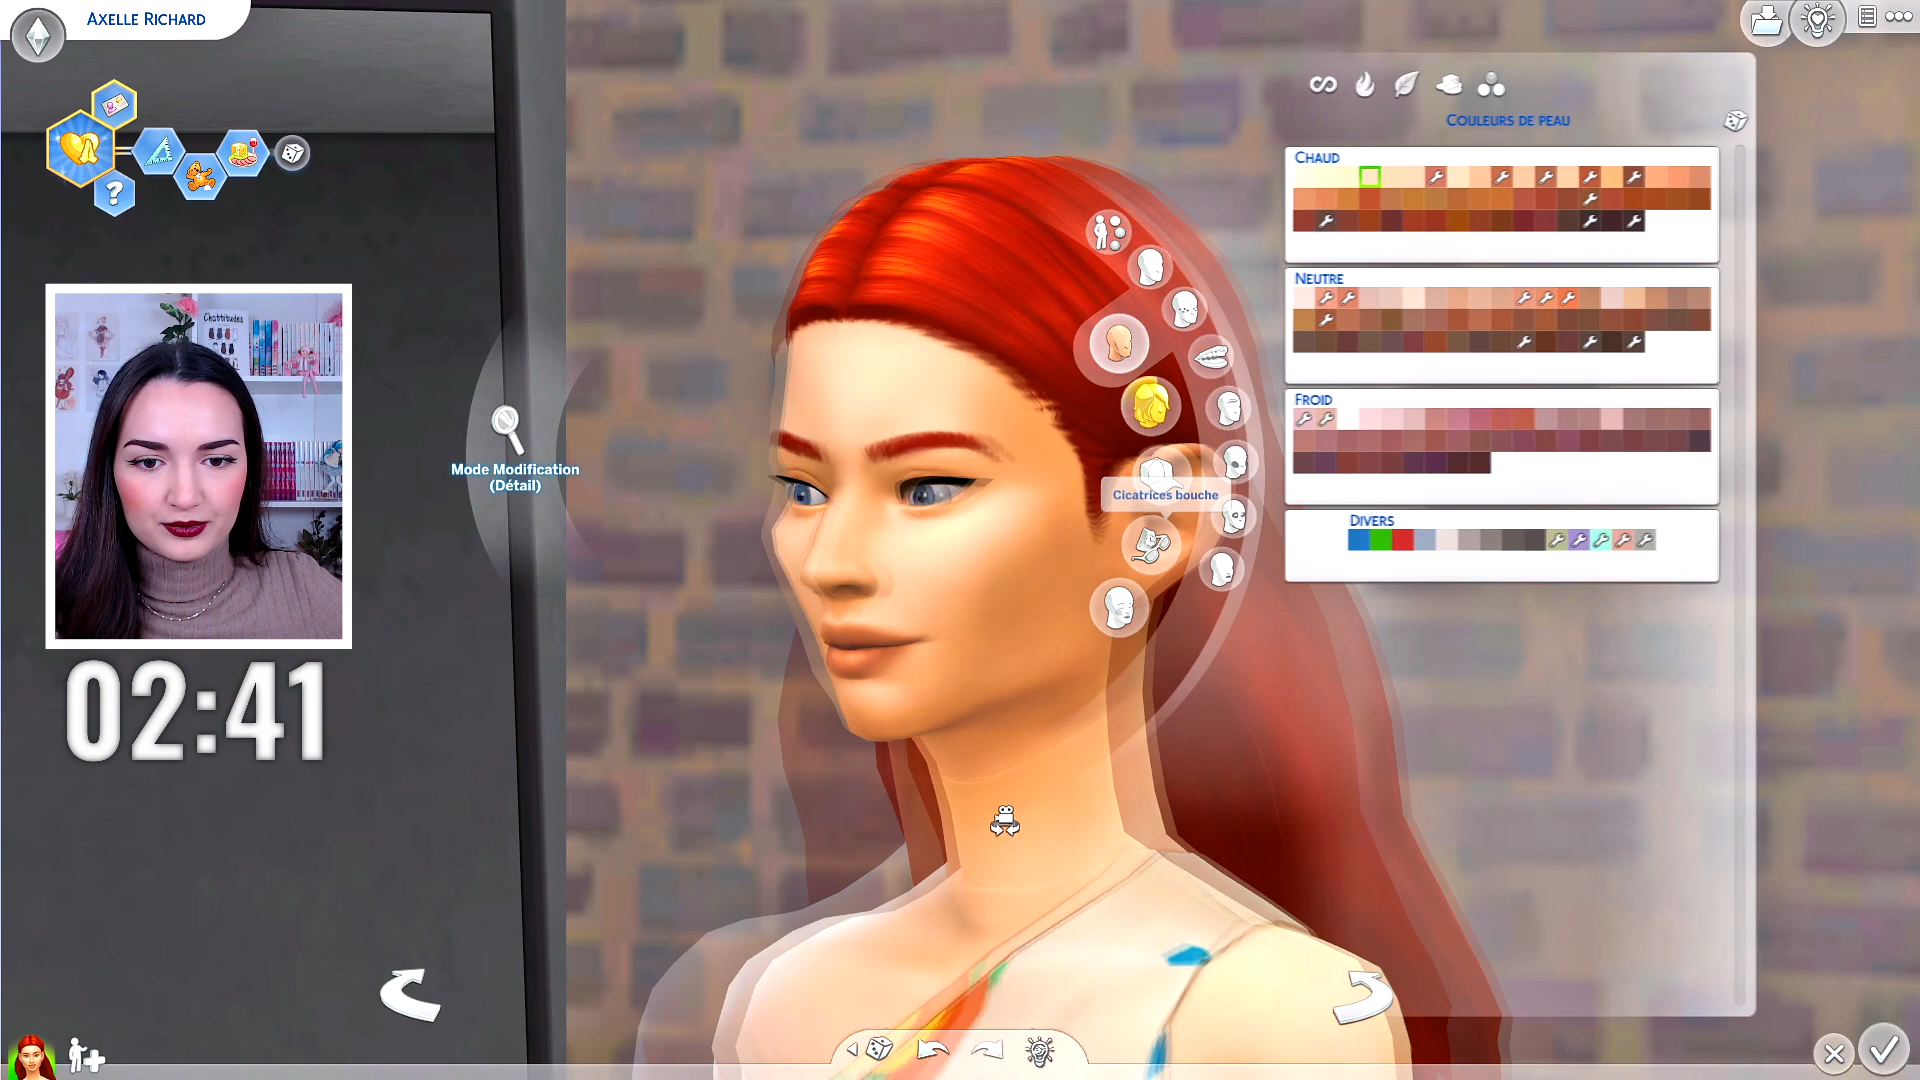 AXELLE RICHARD
COULEURS DE PEAU
CHAUD
NEUTRE
FROID
DIVERS
?
Chattitudes
Mode Modification
(Détail)
Cicatrices bouche
02:41